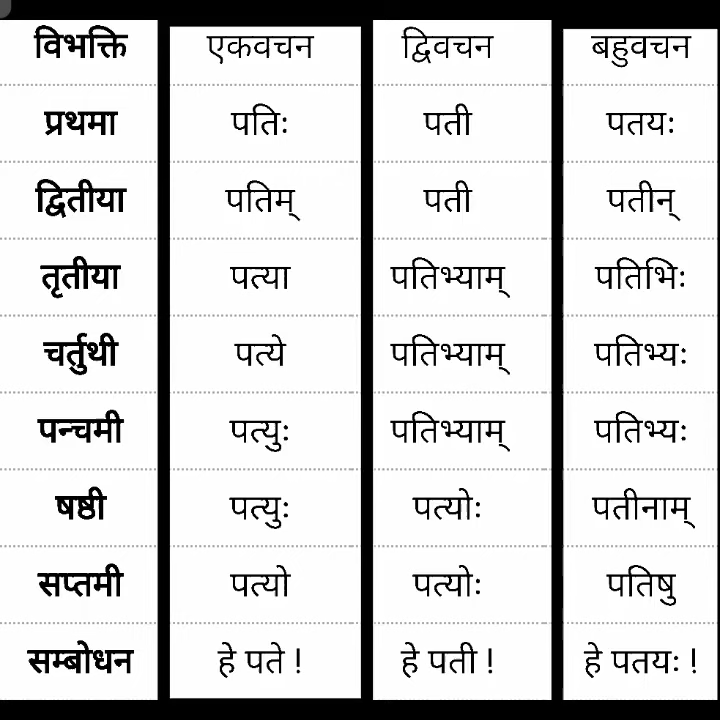 विभक्ति एकवचन द्विवचन बहुवचन
प्रथमा पतिः पती पतयः
द्वितीया पतिम् पती पतीन्
तृतीया पत्या पतिभ्याम् पतिभिः
चर्तुथी पत्ये पतिभ्याम् पतिभ्यः
पन्चमी पत्युः पतिभ्याम् पतिभ्यः
षष्ठी पत्युः पत्योः पतीनाम्
सप्तमी पत्यो पत्योः पतिषु
सम्बोधन हे पते ! हे पती ! हे पतयः !